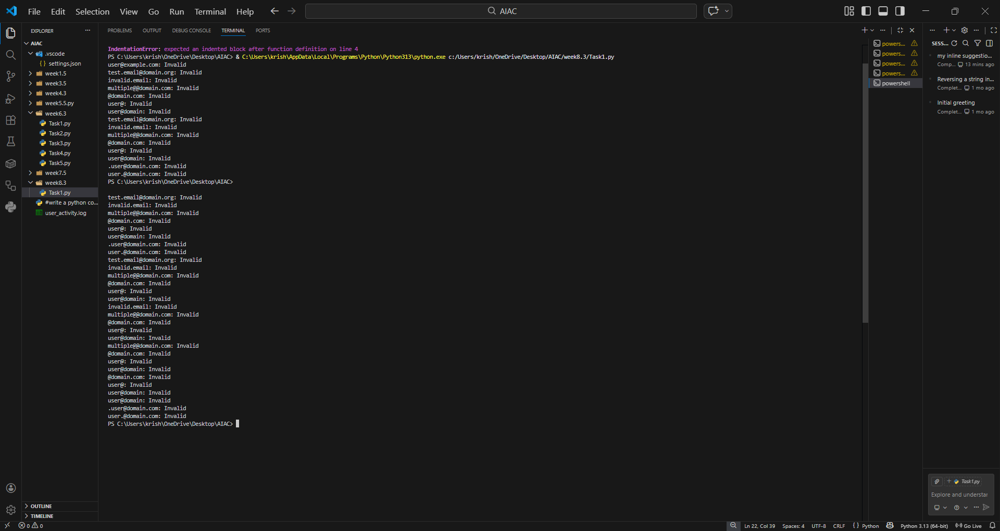 File Edit Selection View Go Run Terminal Help
AIAC
EXPLORER
AIAC
.vscode
{ } settings.json
week1.5
week3.5
week4.3
week5.5.py
week6.3
Task1.py
Task2.py
Task3.py
Task4.py
Task5.py
week7.5
week8.3
Task1.py
#write a python co...
user_activity.log
OUTLINE
TIMELINE
PROBLEMS OUTPUT DEBUG CONSOLE TERMINAL PORTS
IndentationError: expected an indented block after function definition on line 4
PS C:\Users\krish\OneDrive\Desktop\AIAC> & C:\Users\krish\AppData\Local\Programs\Python\Python313\python.exe c:/Users/krish/OneDrive/Desktop/AIAC/week8.3/Task1.py
user@example.com: Invalid
test.email@domain.org: Invalid
invalid.email: Invalid
multiple@@domain.com: Invalid
@domain.com: Invalid
user@: Invalid
user@domain: Invalid
test.email@domain.org: Invalid
invalid.email: Invalid
multiple@@domain.com: Invalid
@domain.com: Invalid
user@: Invalid
user@domain: Invalid
.user@domain.com: Invalid
user.@domain.com: Invalid
PS C:\Users\krish\OneDrive\Desktop\AIAC>
test.email@domain.org: Invalid
invalid.email: Invalid
multiple@@domain.com: Invalid
@domain.com: Invalid
user@: Invalid
user@domain: Invalid
.user@domain.com: Invalid
user.@domain.com: Invalid
test.email@domain.org: Invalid
invalid.email: Invalid
multiple@@domain.com: Invalid
@domain.com: Invalid
user@: Invalid
user@domain: Invalid
invalid.email: Invalid
multiple@@domain.com: Invalid
@domain.com: Invalid
user@: Invalid
user@domain: Invalid
multiple@@domain.com: Invalid
@domain.com: Invalid
user@: Invalid
user@domain: Invalid
@domain.com: Invalid
user@: Invalid
user@domain: Invalid
user@domain: Invalid
.user@domain.com: Invalid
user.@domain.com: Invalid
PS C:\Users\krish\OneDrive\Desktop\AIAC>
powers...
powers...
powers...
powers...
powershell
SESS...
my inline suggestio...
Comp... 13 mins ago
Reversing a string in...
Complet... 1 mo ago
Initial greeting
Complet... 1 mo ago
Task1.py
Explore and understar
0 0
Ln 22, Col 39 Spaces: 4 UTF-8 CRLF { } Python Python 3.13 (64-bit) Go Live